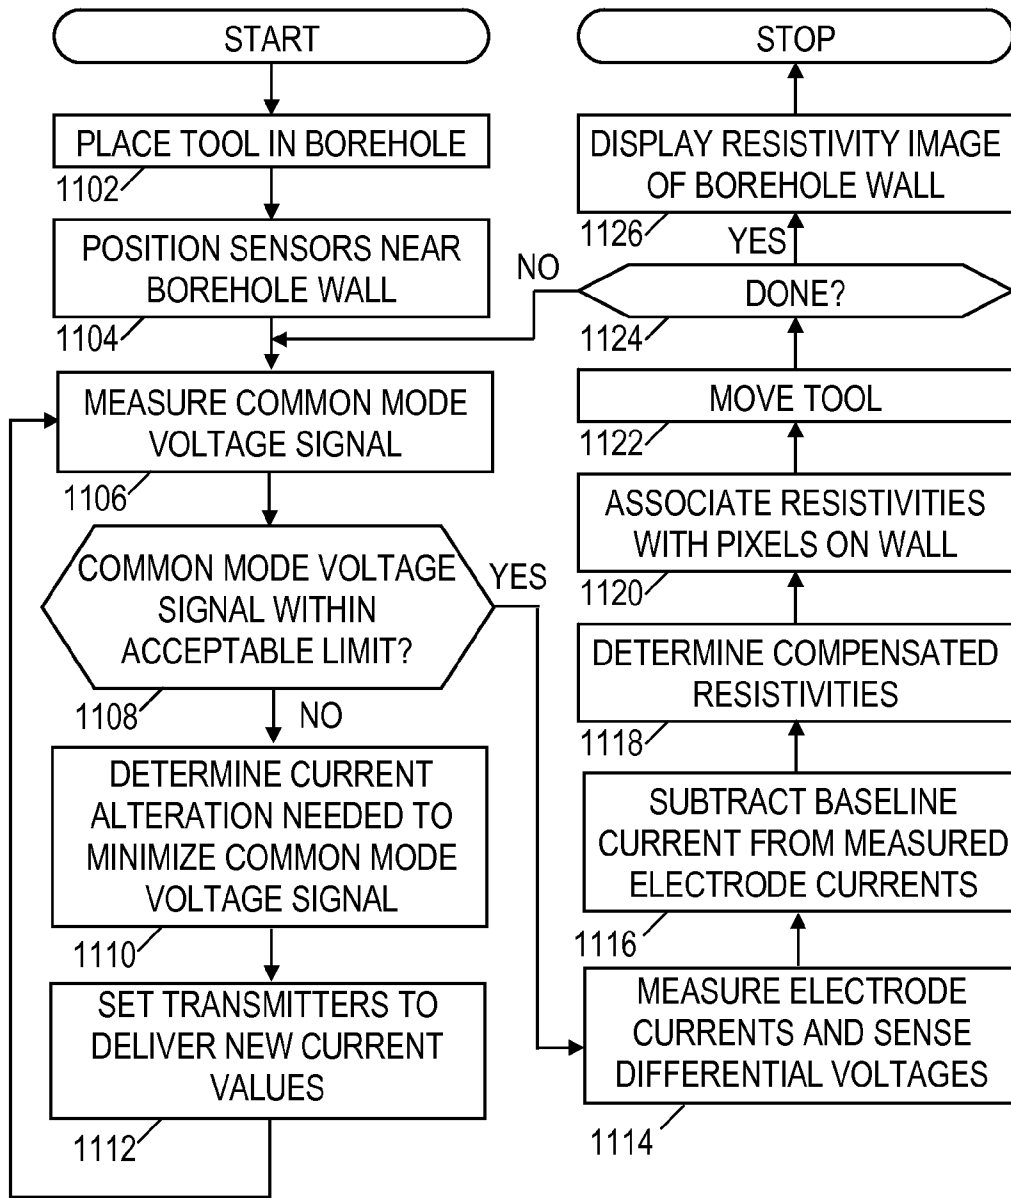 START
PLACE TOOL IN BOREHOLE
1102
POSITION SENSORS NEAR
BOREHOLE WALL
1104
MEASURE COMMON MODE
VOLTAGE SIGNAL
1106
COMMON MODE VOLTAGE
SIGNAL WITHIN
ACCEPTABLE LIMIT?
1108
YES
NO
DETERMINE CURRENT
ALTERATION NEEDED TO
MINIMIZE COMMON MODE
VOLTAGE SIGNAL
1110
SET TRANSMITTERS TO
DELIVER NEW CURRENT
VALUES
1112
STOP
DISPLAY RESISTIVITY IMAGE
OF BOREHOLE WALL
1126
YES
NO
DONE?
1124
MOVE TOOL
1122
ASSOCIATE RESISTIVITIES
WITH PIXELS ON WALL
1120
DETERMINE COMPENSATED
RESISTIVITIES
1118
SUBTRACT BASELINE
CURRENT FROM MEASURED
ELECTRODE CURRENTS
1116
MEASURE ELECTRODE
CURRENTS AND SENSE
DIFFERENTIAL VOLTAGES
1114